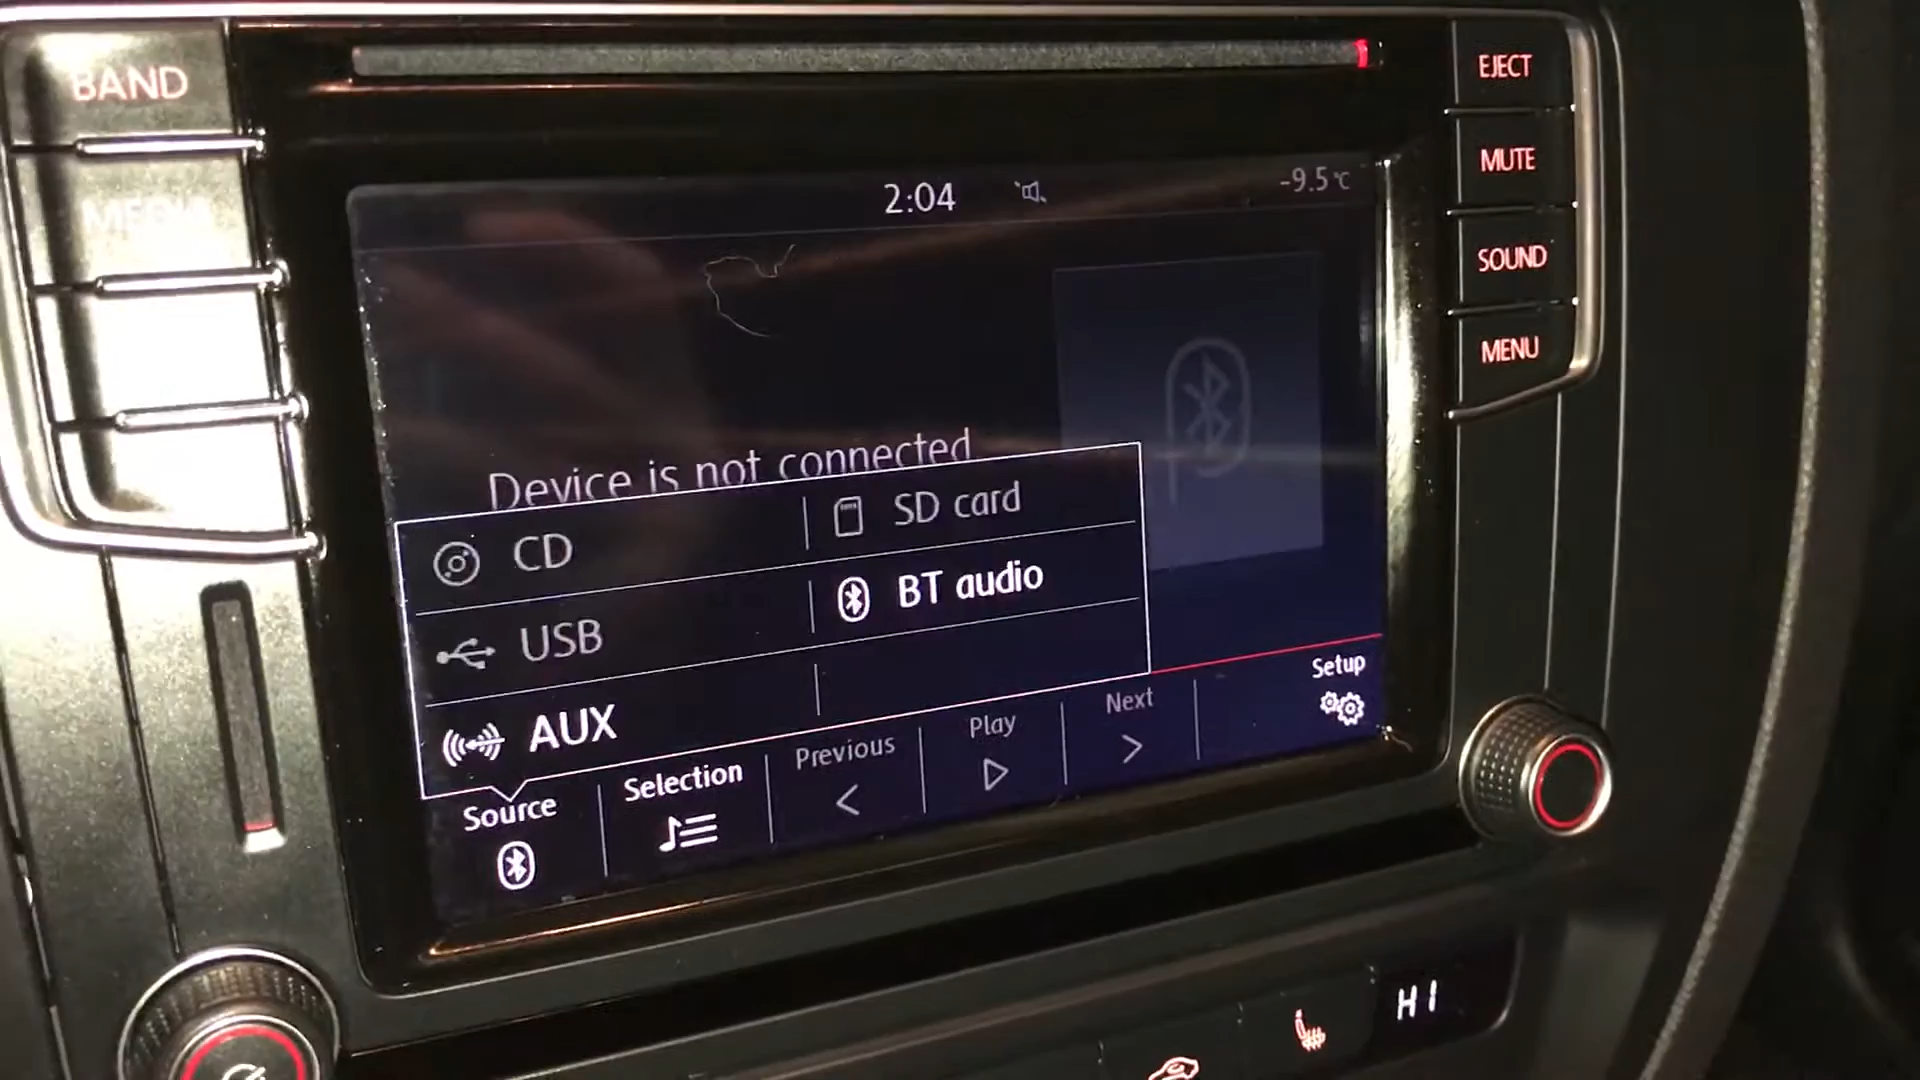 BAND
MEDIA
EJECT
MUTE
SOUND
MENU
2:04
-9.5°C
Device is not connected
CD
SD card
USB
BT audio
AUX
Source
Selection
Previous
Play
Next
Setup
HI